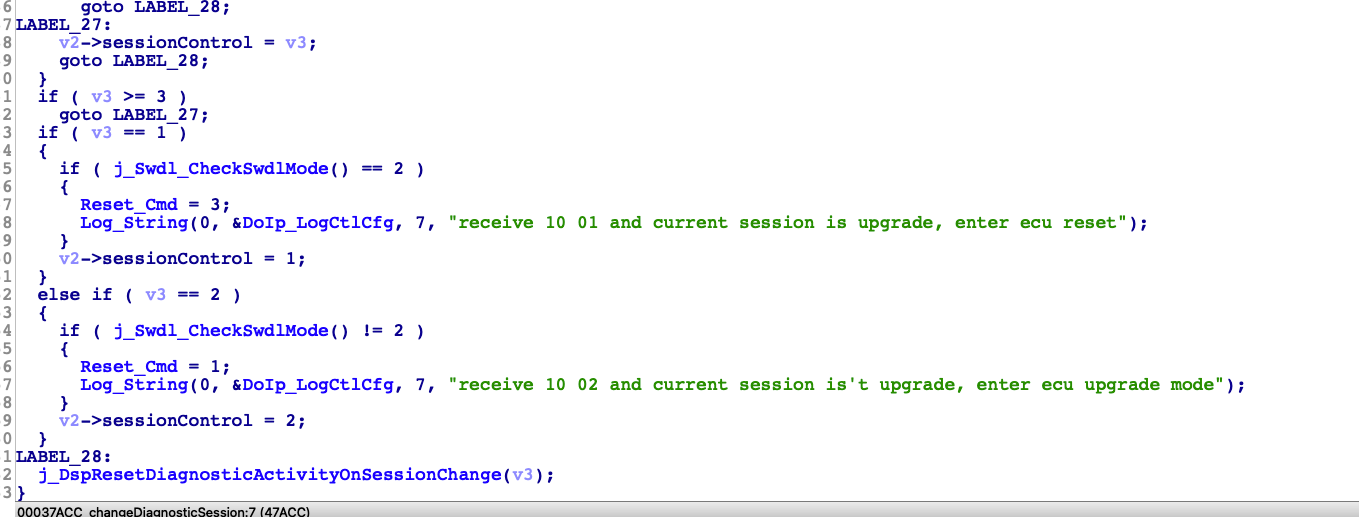 6 goto LABEL_28;
7 LABEL_27:
8 v2->sessionControl = v3;
9 goto LABEL_28;
0 }
1 if ( v3 >= 3 )
2 goto LABEL_27;
3 if ( v3 == 1 )
4 {
5 if ( j_Swdl_CheckSwdlMode() == 2 )
6 {
7 Reset_Cmd = 3;
8 Log_String(0, &DoIp_LogCtlCfg, 7, "receive 10 01 and current session is upgrade, enter ecu reset");
9 }
0 v2->sessionControl = 1;
1 }
2 else if ( v3 == 2 )
3 {
4 if ( j_Swdl_CheckSwdlMode() != 2 )
5 {
6 Reset_Cmd = 1;
7 Log_String(0, &DoIp_LogCtlCfg, 7, "receive 10 02 and current session is't upgrade, enter ecu upgrade mode");
8 }
9 v2->sessionControl = 2;
0 }
1 LABEL_28:
2 j_DspResetDiagnosticActivityOnSessionChange(v3);
3 }
00037ACC changeDiagnosticSession:7 (47ACC)